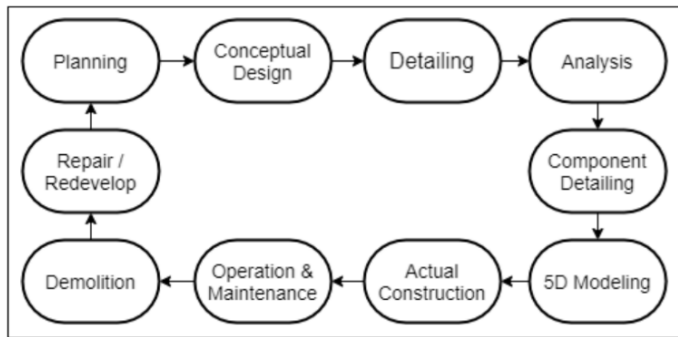 Planning
Conceptual
Design
Detailing
Analysis
Component
Detailing
5D Modeling
Actual
Construction
Operation &
Maintenance
Demolition
Repair /
Redevelop